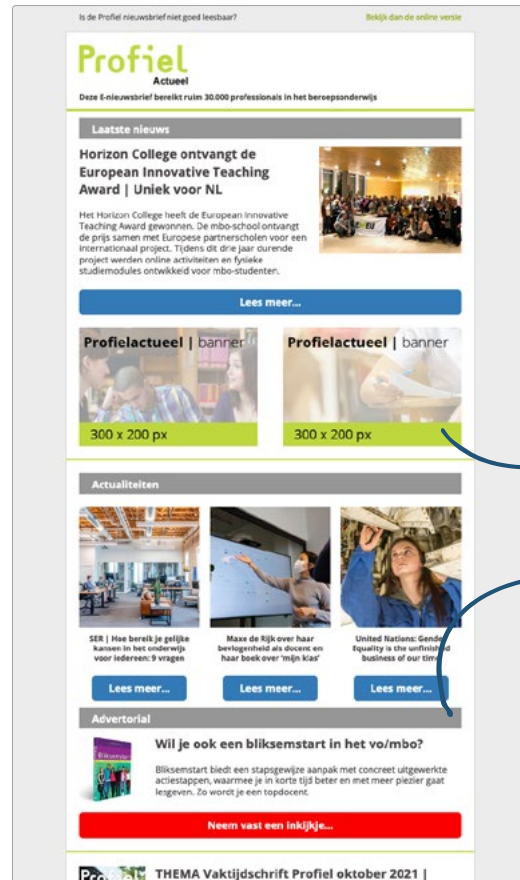 Is de Profiel nieuwsbrief niet goed leesbaar?
Bekijk dan de online versie
Profiel
Actueel
Deze E-nieuwsbrief bereikt ruim 30.000 professionals in het beroepsonderwijs
Laatste nieuws
Horizon College ontvangt de
European Innovative Teaching
Award | Uniek voor NL
Het Horizon College heeft de European Innovative
Teaching Award gewonnen. De mbo-school ontvangt
de prijs samen met Europese partnerscholen voor een
internationaal project. Tijdens dit drie jaar durende
project werden online activiteiten en fysieke
studiemodules ontwikkeld voor mbo-studenten.
Lees meer...
Profielactueel | banner
300 x 200 px
Profielactueel | banner
300 x 200 px
Actualiteiten
SER | Hoe bereik je gelijke
kansen in het onderwijs
voor iedereen: 9 vragen
Lees meer...
Maxe de Rijk over haar
bevlogenheid als docent en
haar boek over 'mijn klas'
Lees meer...
United Nations: Gender
Equality is the unfinished
business of our time
Lees meer...
Advertorial
Bliksemstart
Wil je ook een bliksemstart in het vo/mbo?
Bliksemstart biedt een stapsgewijze aanpak met concreet uitgewerkte
actiestappen, waarmee je in korte tijd beter en met meer plezier gaat
lesgeven. Zo wordt je een topdocent.
Neem vast een inkijkje...
Profiel
THEMA Vaktijdschrift Profiel oktober 2021 |